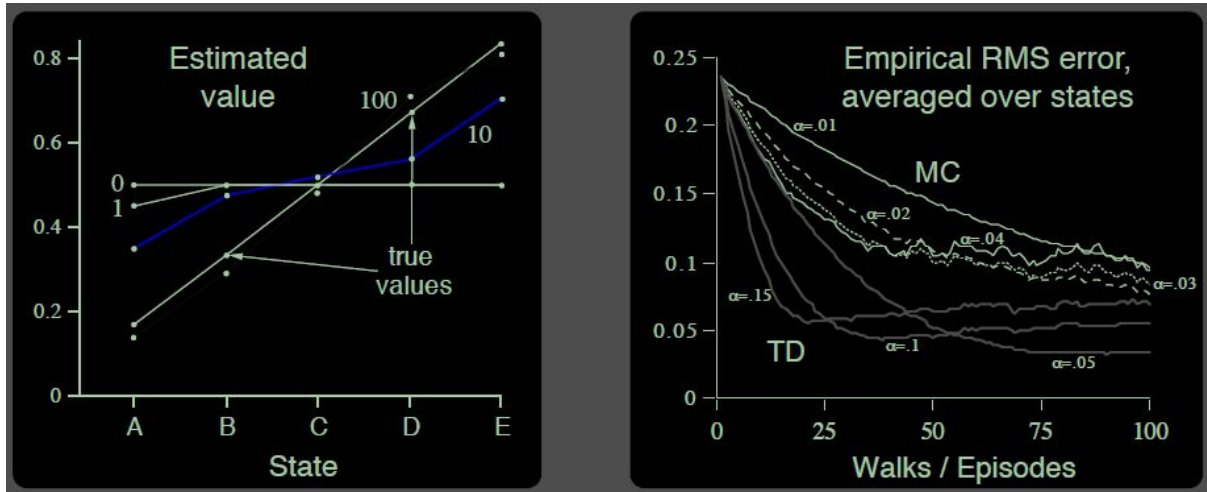 Estimated
value
0.8
0.6
0.4
0.2
0
0
1
100
10
true
values
A B C D E
State
Empirical RMS error,
averaged over states
0.25
0.2
0.15
0.1
0.05
0
α=.01
MC
α=.02
α=.04
α=.03
α=.15
TD
α=.1
α=.05
0 25 50 75 100
Walks / Episodes